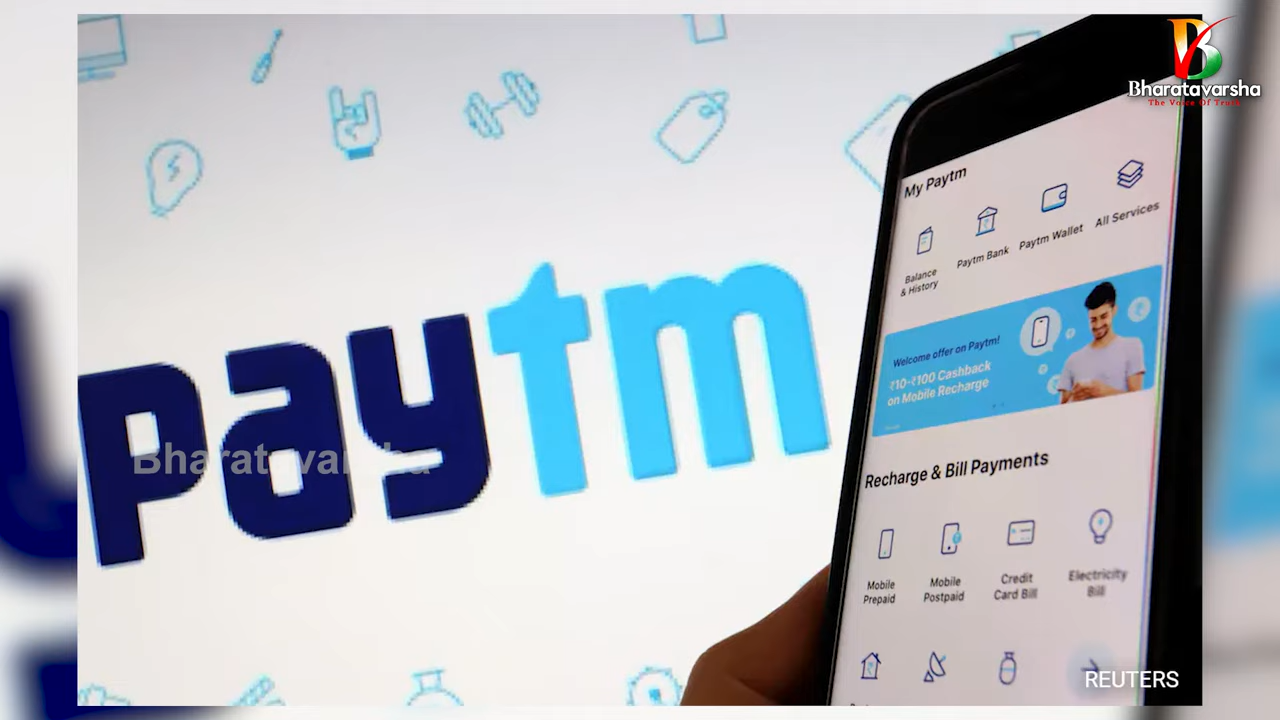 Bharatavarsha
The Voice Of Truth
paytm
Bharatavarsha
My Paytm
Balance
& History
Paytm Bank
Paytm Wallet
All Services
Welcome offer on Paytm!
₹10-₹100 Cashback
on Mobile Recharge
Recharge & Bill Payments
Mobile
Prepaid
Mobile
Postpaid
Credit
Card Bill
Electricity
Bill
REUTERS